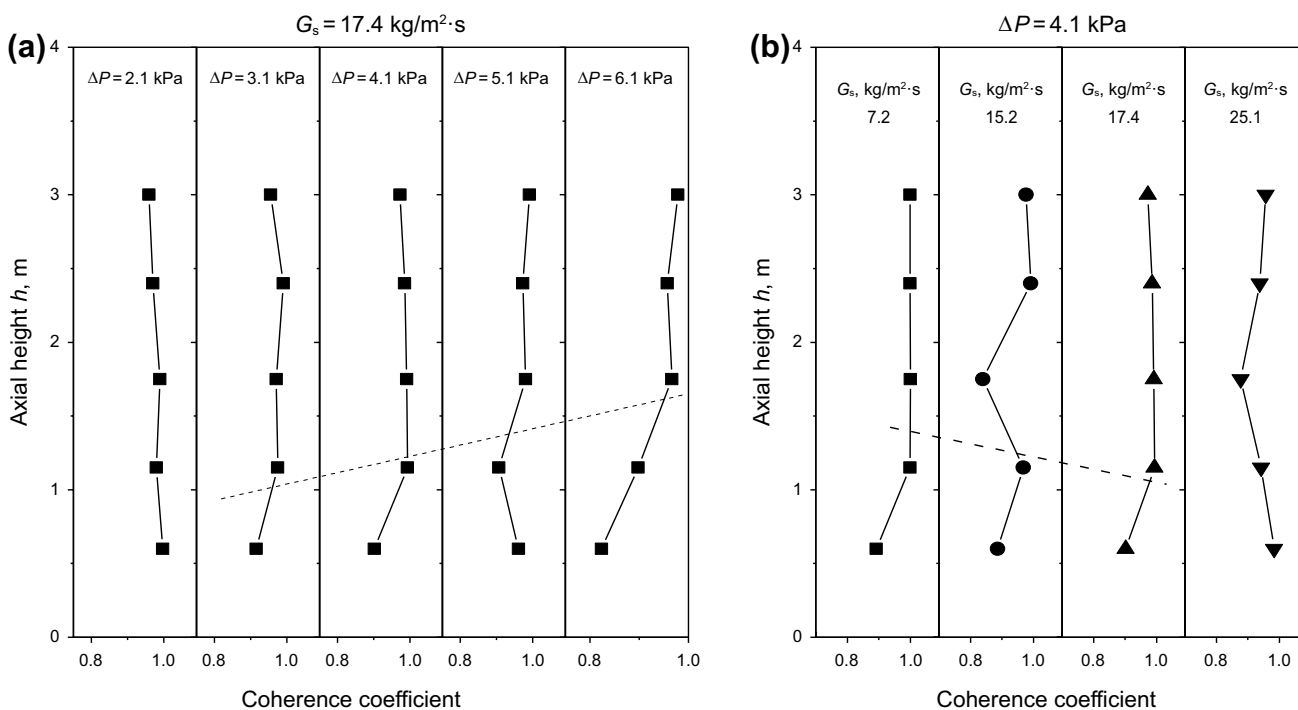 (a)
G_s = 17.4 kg/m²·s
ΔP = 2.1 kPa
ΔP = 3.1 kPa
ΔP = 4.1 kPa
ΔP = 5.1 kPa
ΔP = 6.1 kPa
4
3
2
1
0
Axial height h, m
0.8 1.0 0.8 1.0 0.8 1.0 0.8 1.0 0.8 1.0
Coherence coefficient
(b)
ΔP = 4.1 kPa
G_s, kg/m²·s
7.2
G_s, kg/m²·s
15.2
G_s, kg/m²·s
17.4
G_s, kg/m²·s
25.1
4
3
2
1
0
Axial height h, m
0.8 1.0 0.8 1.0 0.8 1.0 0.8 1.0
Coherence coefficient